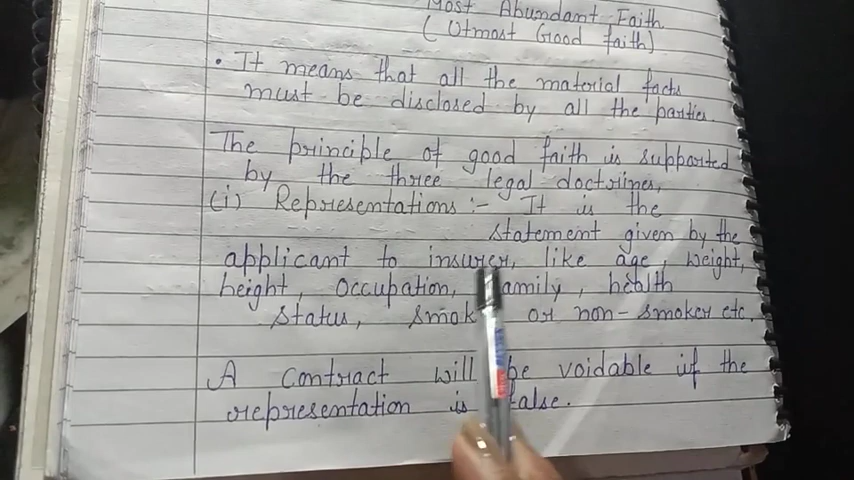 Most Abundant Faith
(Utmost Good faith)
• It means that all the material facts
must be disclosed by all the parties.
The principle of good faith is supported
by the three legal doctrines,
(i) Representations :- It is the
statement given by the
applicant to insurer, like age, weight,
height, occupation, family, health
status, smok or non-smoker etc.
A contract will be voidable if the
representation is false.